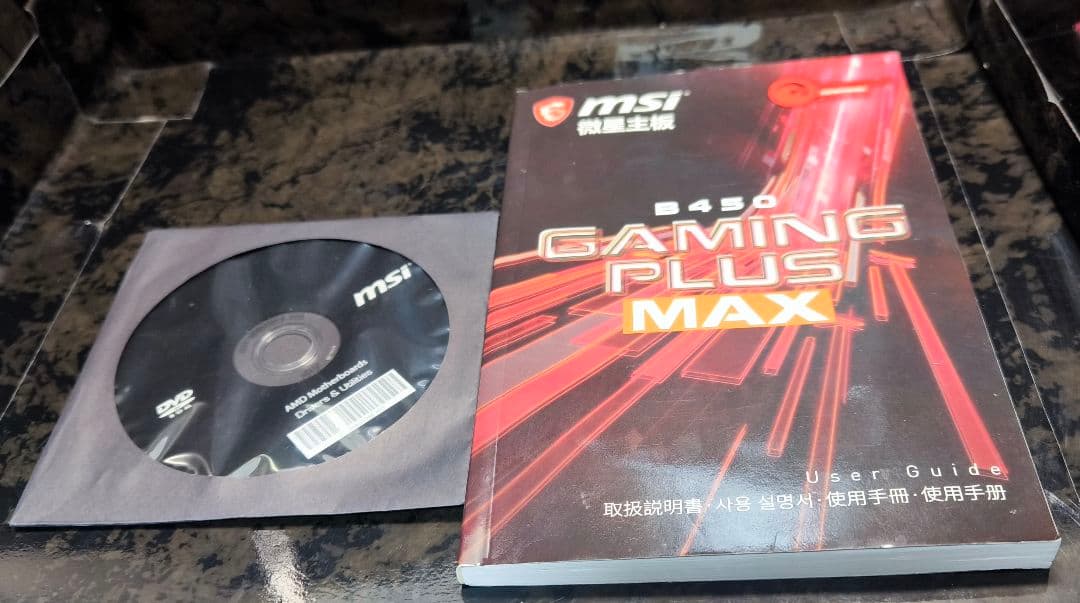 msi
微星主板
B450
GAMING
PLUS
MAX
User Guide
取扱説明書·사용 설명서·使用手冊·使用手册
msi
AMD Motherboards
Drivers & Utilities
DVD